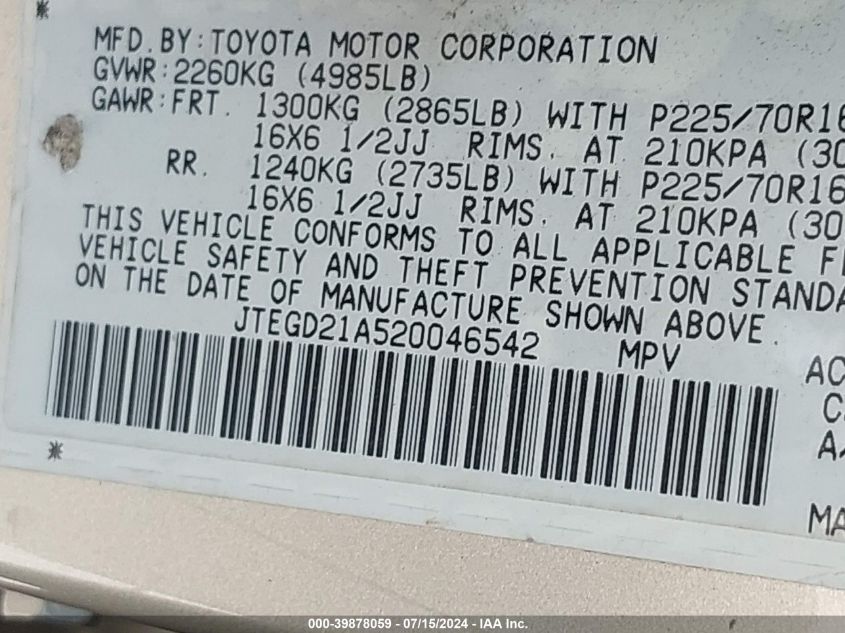 *
MFD. BY: TOYOTA MOTOR CORPORATION
GVWR: 2260KG (4985LB)
GAWR: FRT. 1300KG (2865LB) WITH P225/70R16
16X6 1/2JJ RIMS. AT 210KPA (30
RR. 1240KG (2735LB) WITH P225/70R16
16X6 1/2JJ RIMS. AT 210KPA (30
THIS VEHICLE CONFORMS TO ALL APPLICABLE
VEHICLE SAFETY AND THEFT PREVENTION STANDA
ON THE DATE OF MANUFACTURE SHOWN ABOVE.
JTEGD21A520046542 MPV
*
000-39878059 - 07/15/2024 - IAA Inc.